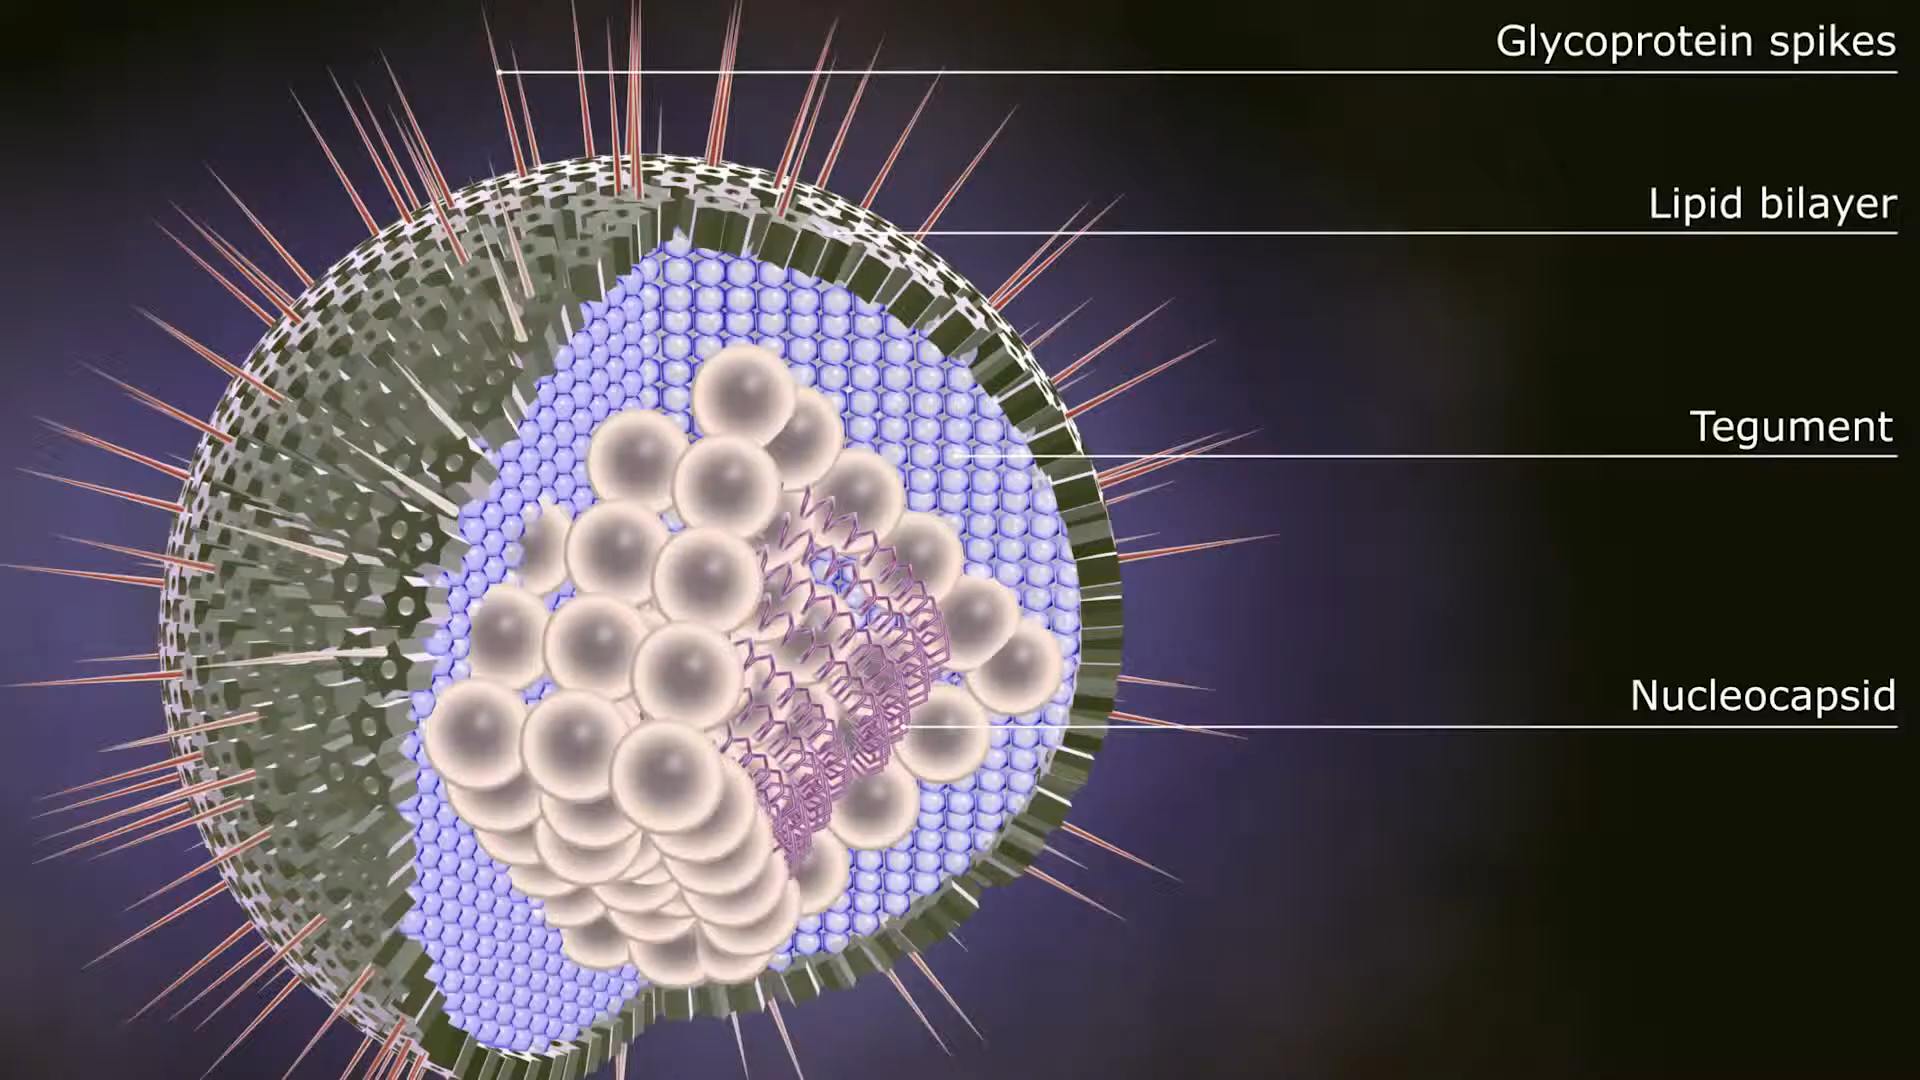 Glycoprotein spikes
Lipid bilayer
Tegument
Nucleocapsid